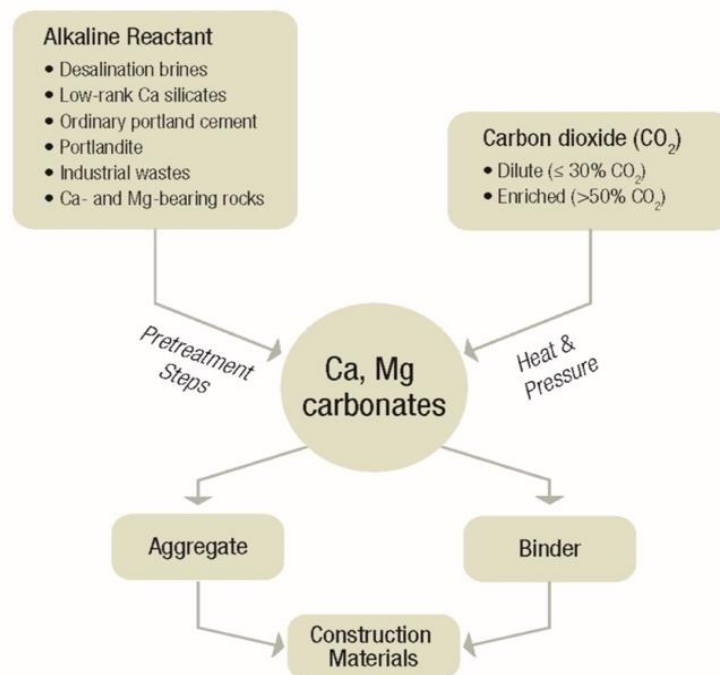 Alkaline Reactant
• Desalination brines
• Low-rank Ca silicates
• Ordinary portland cement
• Portlandite
• Industrial wastes
• Ca- and Mg-bearing rocks
Carbon dioxide (CO₂)
• Dilute (≤ 30% CO₂)
• Enriched (>50% CO₂)
Pretreatment
Steps
Heat &
Pressure
Ca, Mg
carbonates
Aggregate
Binder
Construction
Materials